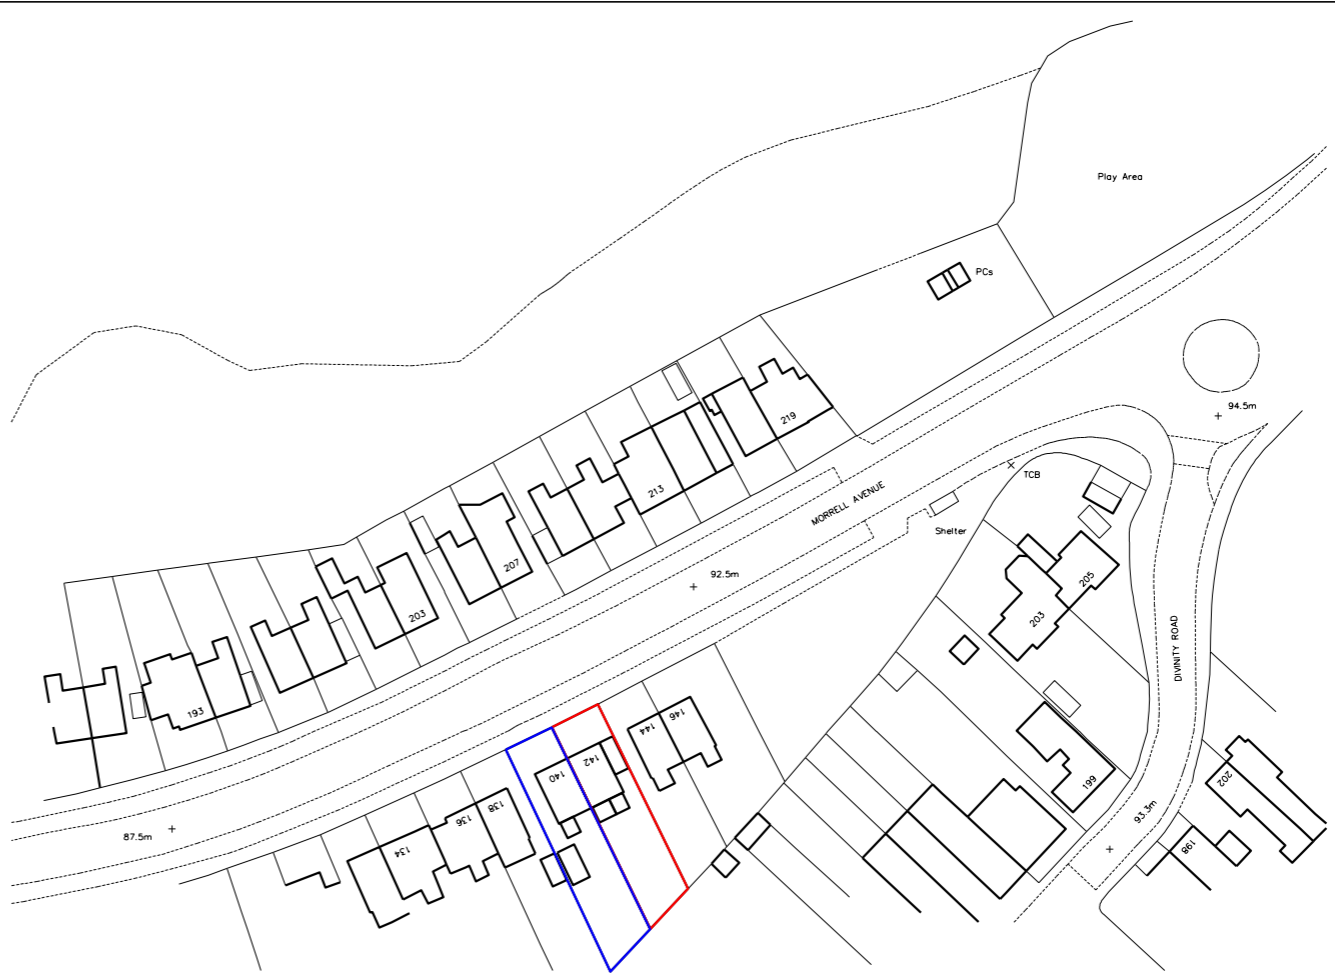 Play Area
PCs
94.5m
219
TCB
213
MORRELL AVENUE
Shelter
207
92.5m
205
203
203
DIVINITY ROAD
193
146
144
142
140
199
202
138
136
134
87.5m
93.3m
198